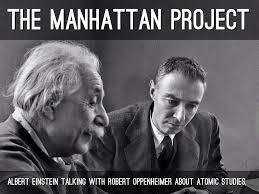 THE MANHATTAN PROJECT
ALBERT EINSTEIN TALKING WITH ROBERT OPPENHEIMER ABOUT ATOMIC STUDIES.